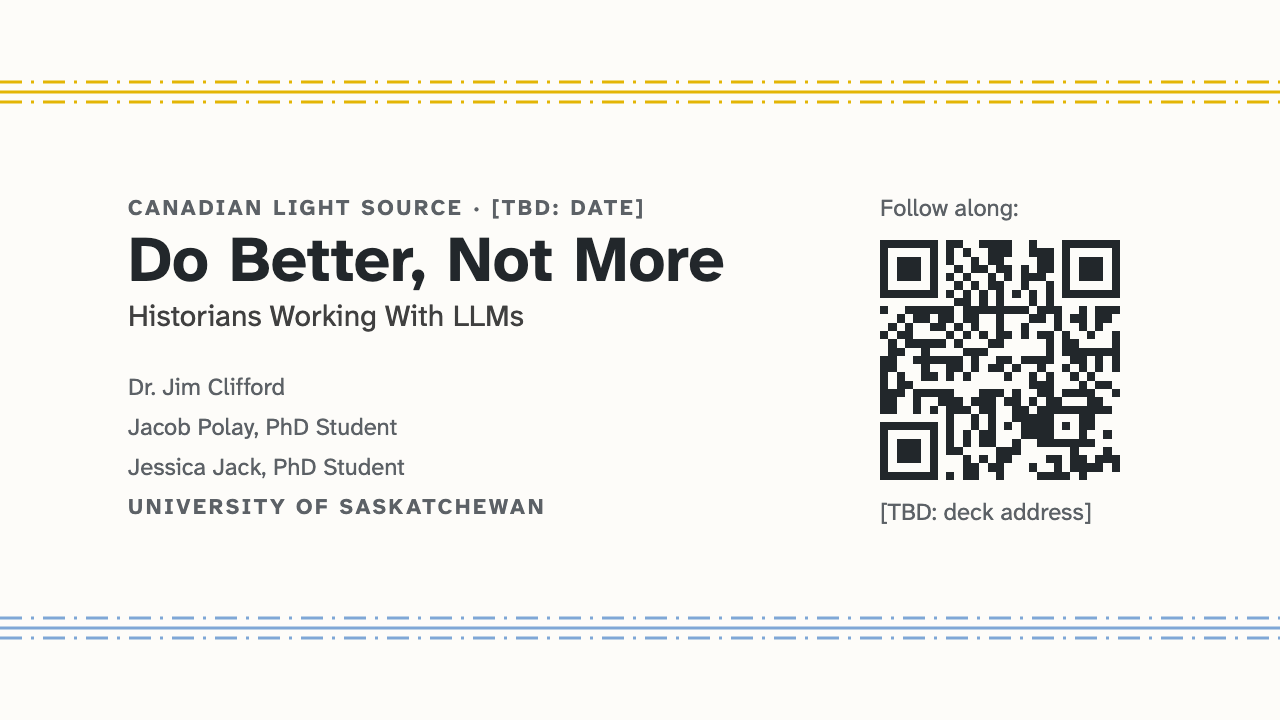 CANADIAN LIGHT SOURCE · [TBD: DATE]
Do Better, Not More
Historians Working With LLMs
Dr. Jim Clifford
Jacob Polay, PhD Student
Jessica Jack, PhD Student
UNIVERSITY OF SASKATCHEWAN
Follow along:
[TBD: deck address]